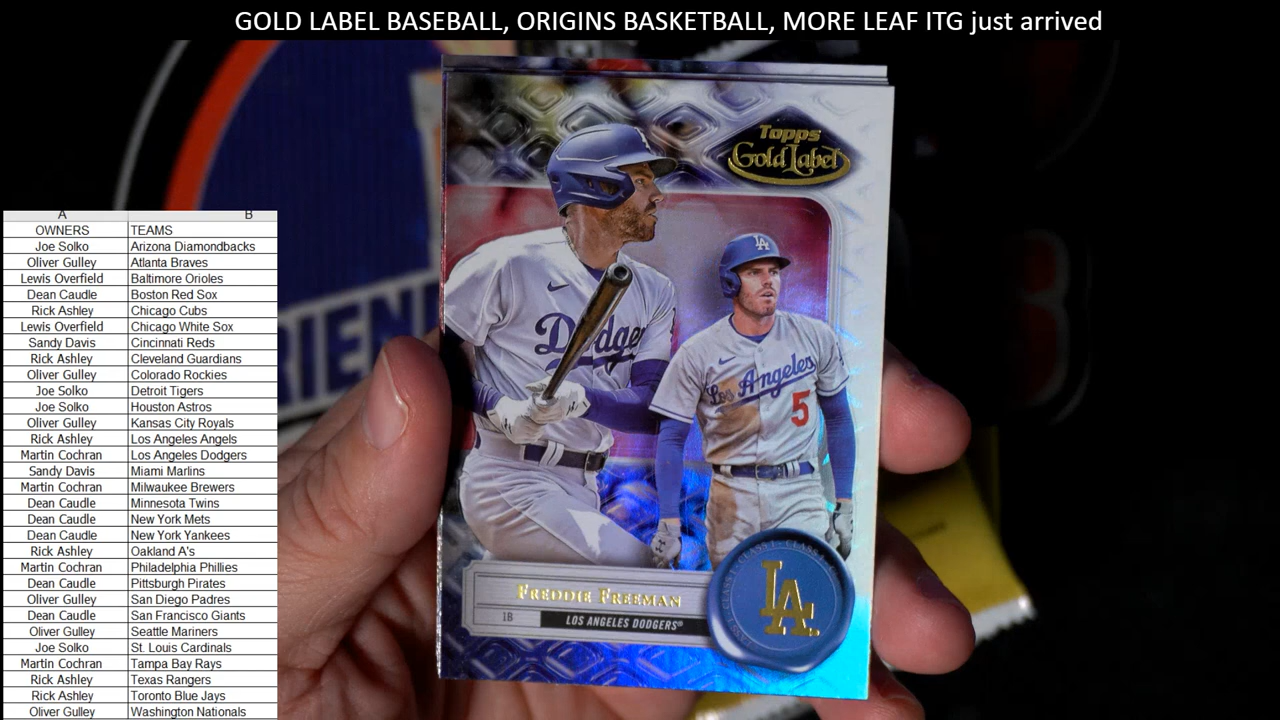 GOLD LABEL BASEBALL, ORIGINS BASKETBALL, MORE LEAF ITG just arrived
A B
OWNERS TEAMS
Joe Solko Arizona Diamondbacks
Oliver Gulley Atlanta Braves
Lewis Overfield Baltimore Orioles
Dean Caudle Boston Red Sox
Rick Ashley Chicago Cubs
Lewis Overfield Chicago White Sox
Sandy Davis Cincinnati Reds
Rick Ashley Cleveland Guardians
Oliver Gulley Colorado Rockies
Joe Solko Detroit Tigers
Joe Solko Houston Astros
Oliver Gulley Kansas City Royals
Rick Ashley Los Angeles Angels
Martin Cochran Los Angeles Dodgers
Sandy Davis Miami Marlins
Martin Cochran Milwaukee Brewers
Dean Caudle Minnesota Twins
Dean Caudle New York Mets
Dean Caudle New York Yankees
Rick Ashley Oakland A's
Martin Cochran Philadelphia Phillies
Dean Caudle Pittsburgh Pirates
Oliver Gulley San Diego Padres
Dean Caudle San Francisco Giants
Oliver Gulley Seattle Mariners
Joe Solko St. Louis Cardinals
Martin Cochran Tampa Bay Rays
Rick Ashley Texas Rangers
Rick Ashley Toronto Blue Jays
Oliver Gulley Washington Nationals
RIEN
Topps
Gold Label
LA
Dodge
Los Angeles
5
CLASS 1 · CLASS 1
LA
FREDDIE FREEMAN
1B LOS ANGELES DODGERS®